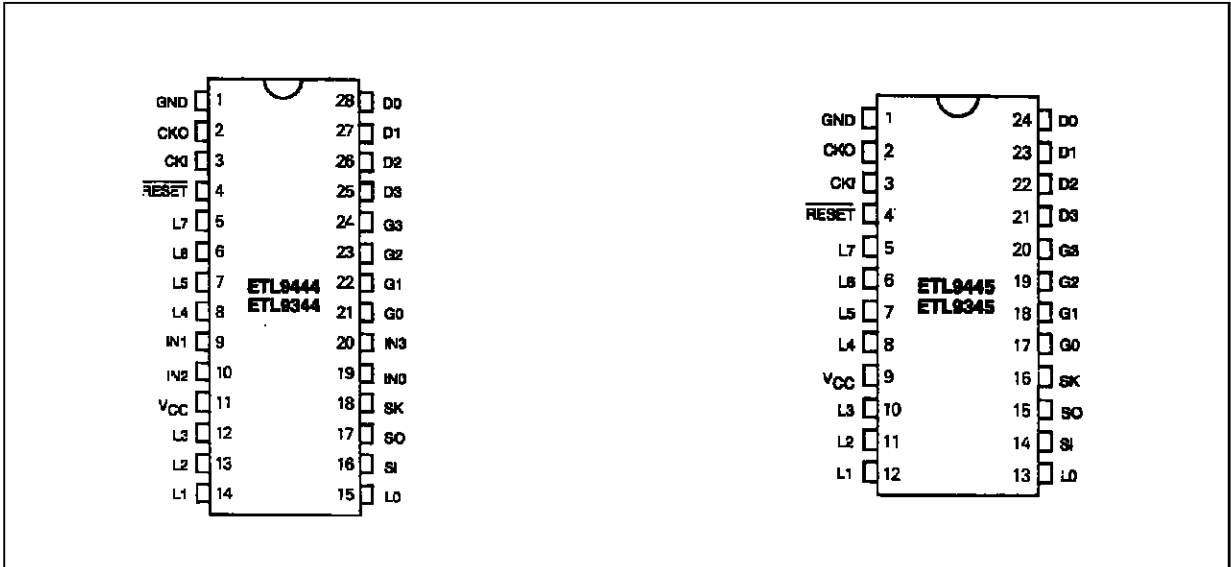 GND 1 28 D0
CKO 2 27 D1
CKI 3 26 D2
RESET 4 25 D3
L7 5 24 G3
L6 6 23 G2
L5 7 22 G1
L4 8 21 G0
IN1 9 20 IN3
IN2 10 19 IN0
VCC 11 18 SK
L3 12 17 SO
L2 13 16 SI
L1 14 15 L0
ETL9444
ETL9344
GND 1 24 D0
CKO 2 23 D1
CKI 3 22 D2
RESET 4 21 D3
L7 5 20 G3
L6 6 19 G2
L5 7 18 G1
L4 8 17 G0
VCC 9 16 SK
L3 10 15 SO
L2 11 14 SI
L1 12 13 L0
ETL9445
ETL9345